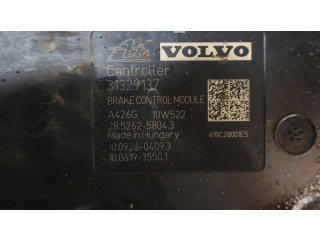 Ate VOLVO
Controller
31329137
BRAKE CONTROL MODULE
A426G 10W522
28.5262-5804.3
Made in Hungary
610C28001E5
10.0926-0409.3
10.0619-3550.1